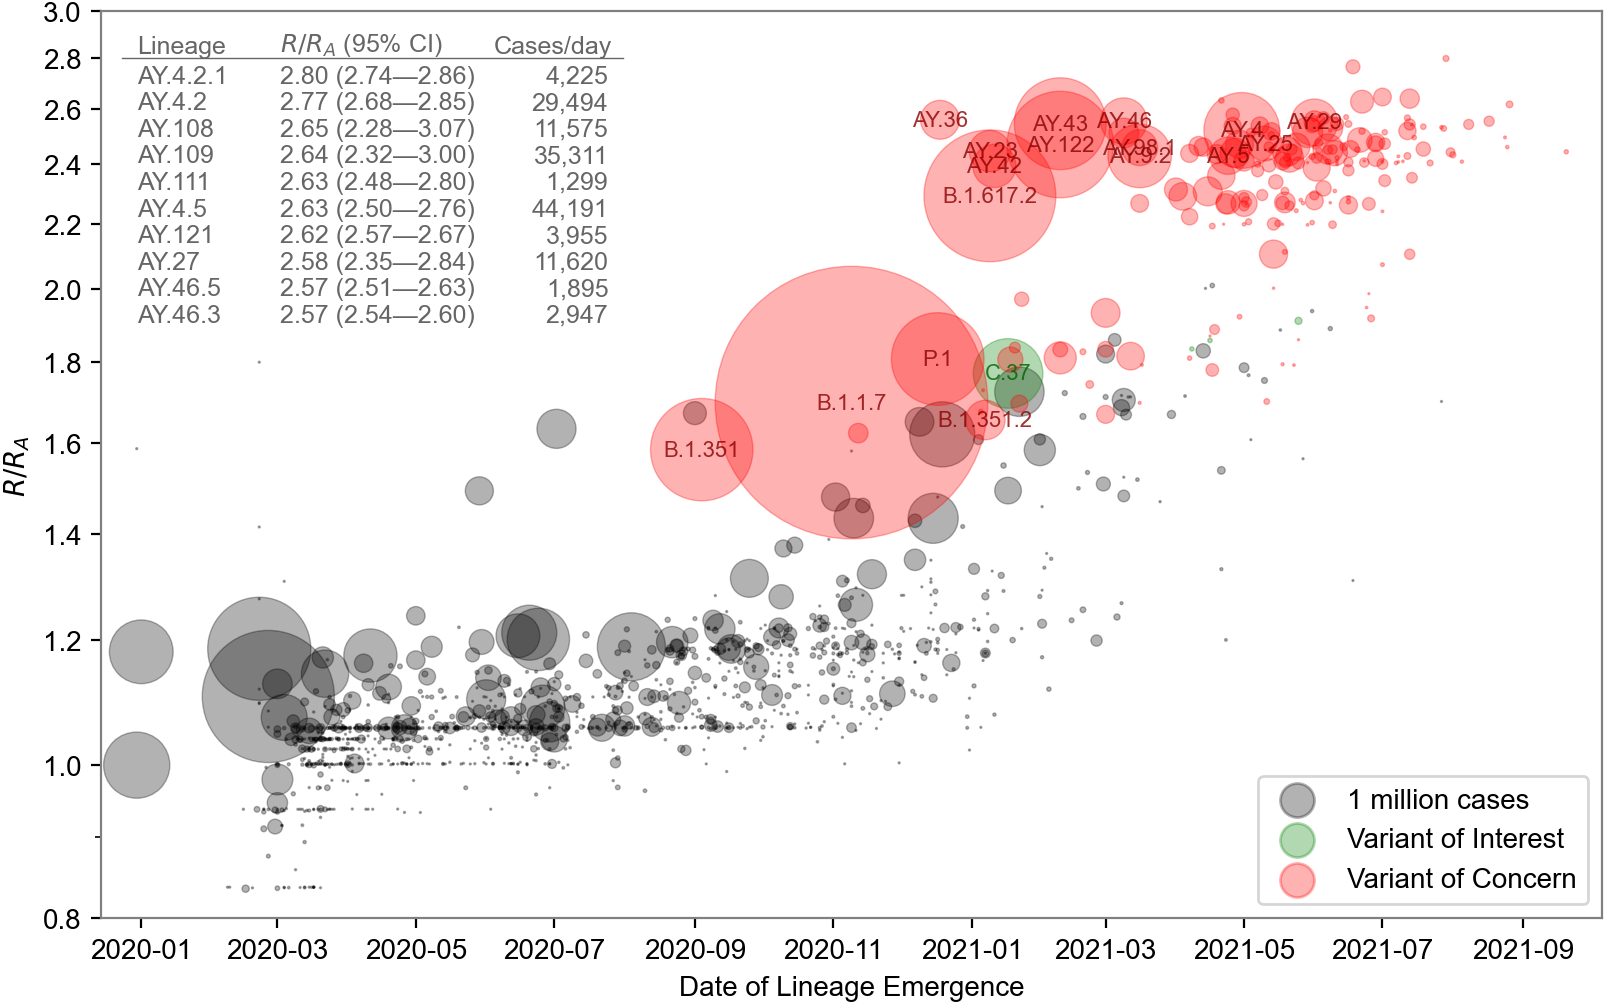 3.0
2.8
2.6
2.4
2.2
2.0
1.8
1.6
1.4
1.2
1.0
0.8
R/R_A
Lineage R/R_A (95% CI) Cases/day
AY.4.2.1 2.80 (2.74—2.86) 4,225
AY.4.2 2.77 (2.68—2.85) 29,494
AY.108 2.65 (2.28—3.07) 11,575
AY.109 2.64 (2.32—3.00) 35,311
AY.111 2.63 (2.48—2.80) 1,299
AY.4.5 2.63 (2.50—2.76) 44,191
AY.121 2.62 (2.57—2.67) 3,955
AY.27 2.58 (2.35—2.84) 11,620
AY.46.5 2.57 (2.51—2.63) 1,895
AY.46.3 2.57 (2.54—2.60) 2,947
AY.36
AY.43
AY.46
AY.4
AY.29
AY.23
AY.122
AY.98.1
AY.25
AY.42
AY.9.2
AY.5
B.1.617.2
P.1
C.37
B.1.1.7
B.1.351.2
B.1.351
1 million cases
Variant of Interest
Variant of Concern
2020-01 2020-03 2020-05 2020-07 2020-09 2020-11 2021-01 2021-03 2021-05 2021-07 2021-09
Date of Lineage Emergence